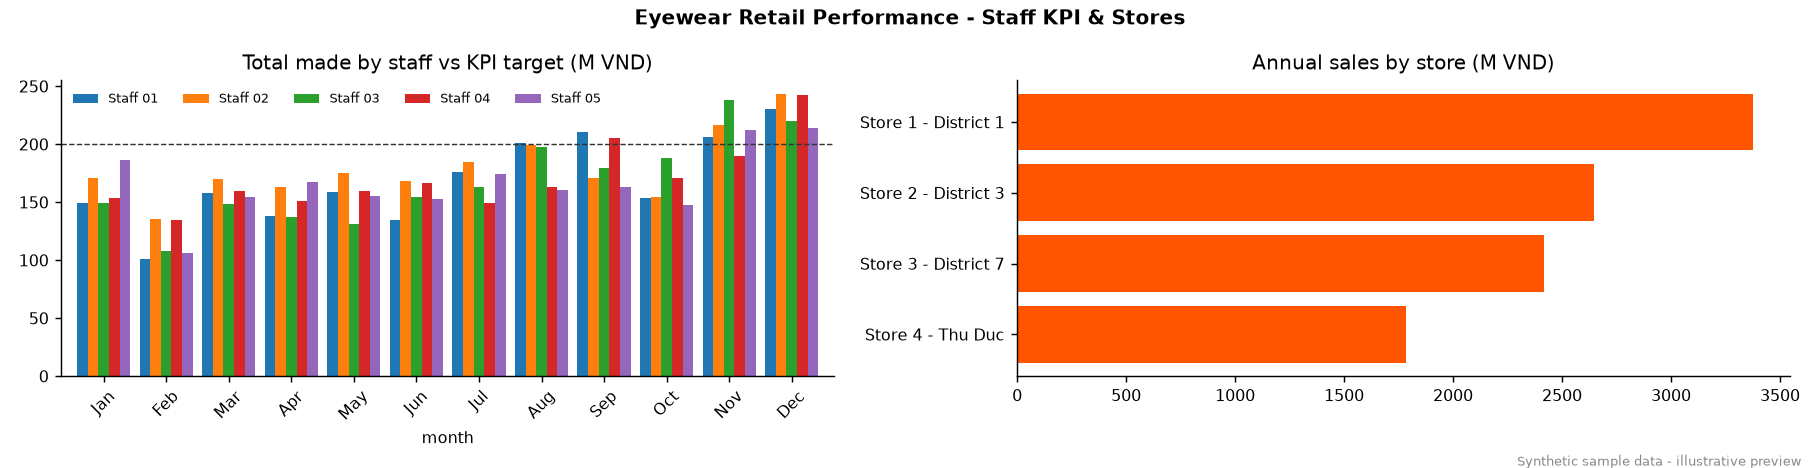 Eyewear Retail Performance - Staff KPI & Stores
Total made by staff vs KPI target (M VND)
Staff 01 Staff 02 Staff 03 Staff 04 Staff 05
250
200
150
100
50
0
Jan Feb Mar Apr May Jun Jul Aug Sep Oct Nov Dec
month
Annual sales by store (M VND)
Store 1 - District 1
Store 2 - District 3
Store 3 - District 7
Store 4 - Thu Duc
0 500 1000 1500 2000 2500 3000 3500
Synthetic sample data - illustrative preview